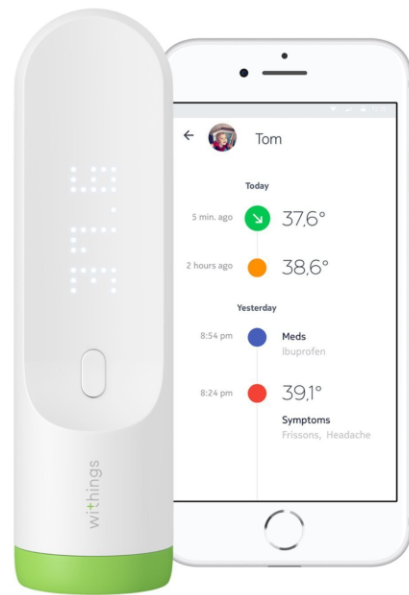 Tom
Today
5 min. ago 37,6°
2 hours ago 38,6°
Yesterday
8:54 pm Meds
Ibuprofen
8:24 pm 39,1°
Symptoms
Frissons, Headache
withings